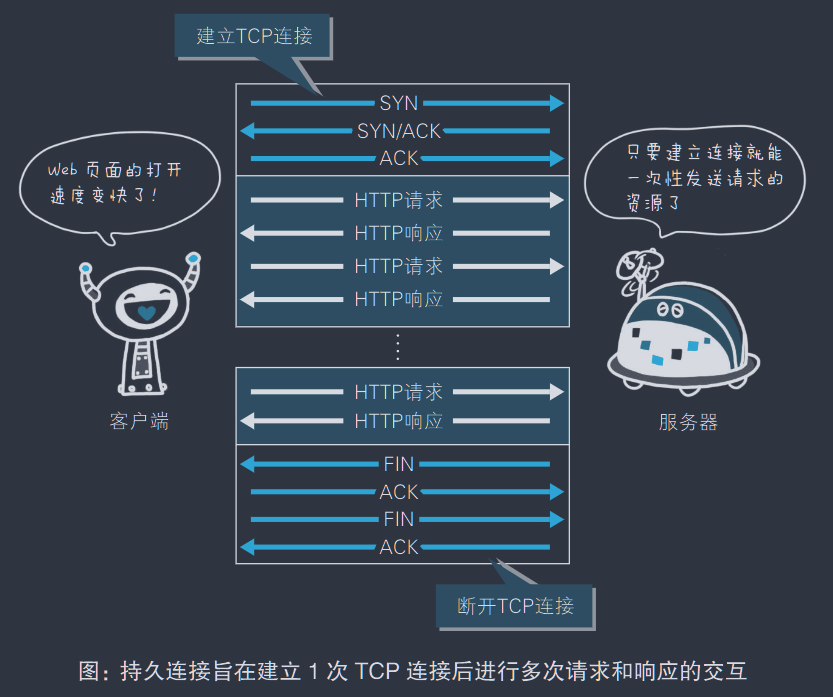 建立TCP连接
SYN
SYN/ACK
ACK
Web 页面的打开
速度变快了!
只要建立连接就能
一次性发送请求的
资源了
HTTP请求
HTTP响应
HTTP请求
HTTP响应
HTTP请求
HTTP响应
客户端
服务器
FIN
ACK
FIN
ACK
断开TCP连接
图：持久连接旨在建立 1 次 TCP 连接后进行多次请求和响应的交互